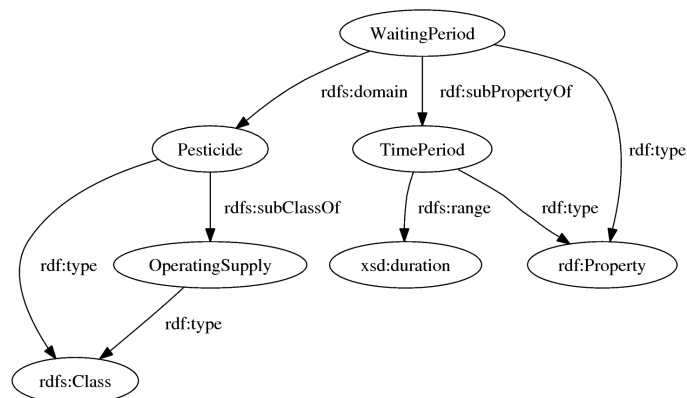 WaitingPeriod
rdfs:domain
rdf:subPropertyOf
Pesticide
TimePeriod
rdf:type
rdfs:subClassOf
rdfs:range
rdf:type
rdf:type
OperatingSupply
xsd:duration
rdf:Property
rdf:type
rdfs:Class